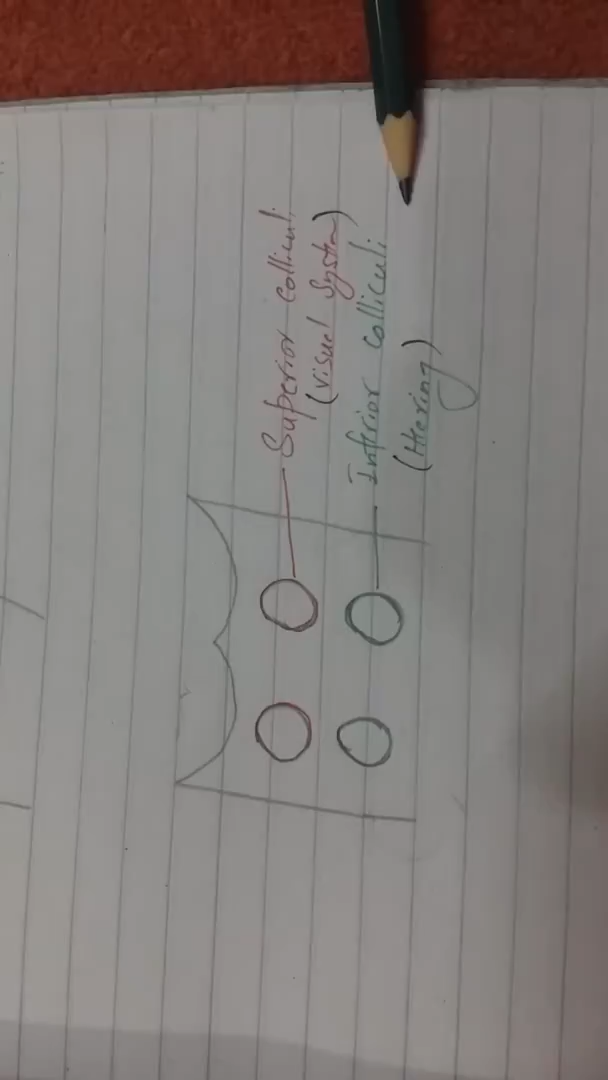 Superior colliculi
(visual System)
Inferior colliculi
(Hearing)